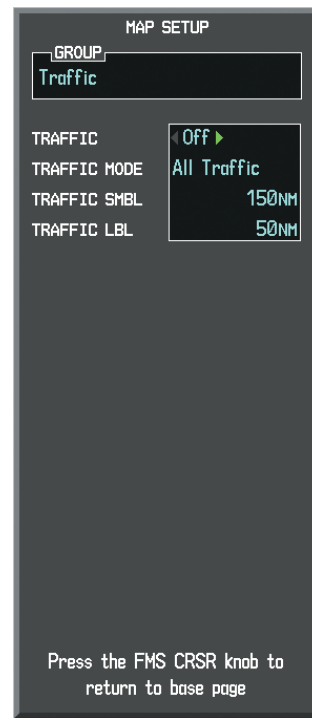 MAP SETUP
GROUP
Traffic
TRAFFIC Off
TRAFFIC MODE All Traffic
TRAFFIC SMBL 150NM
TRAFFIC LBL 50NM
Press the FMS CRSR knob to
return to base page